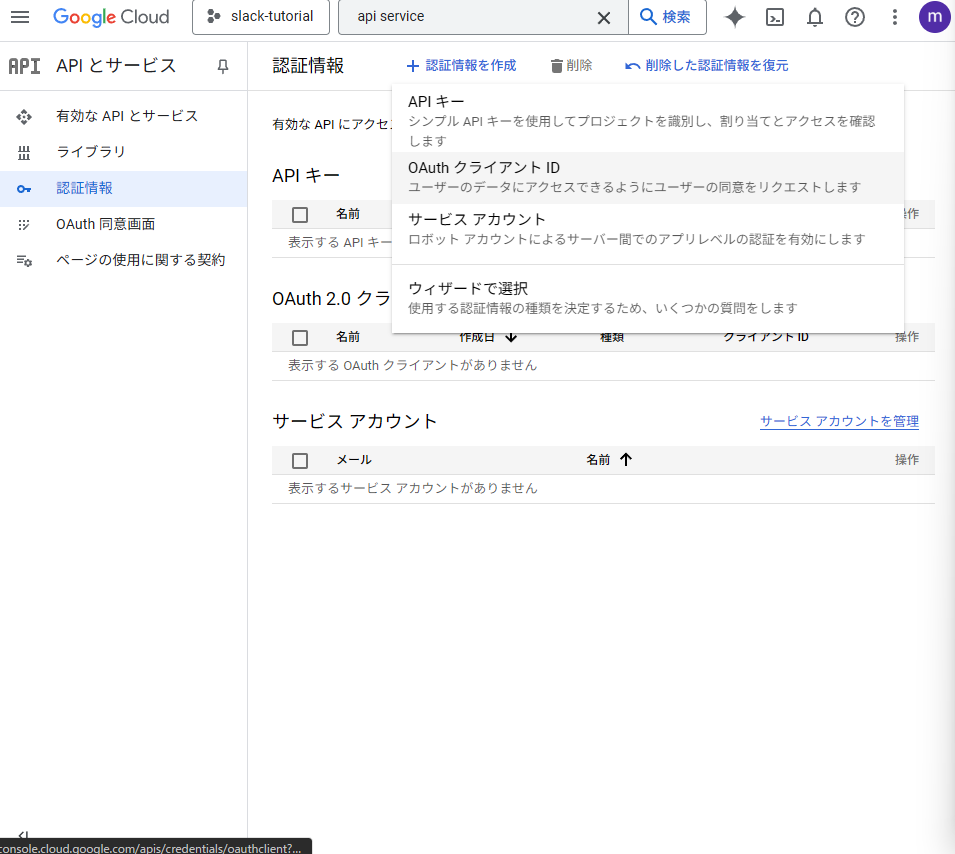 Google Cloud
slack-tutorial
api service
検索
m
API
API とサービス
有効な API とサービス
ライブラリ
認証情報
OAuth 同意画面
ページの使用に関する契約
認証情報
認証情報を作成
削除
削除した認証情報を復元
API キー
シンプル API キーを使用してプロジェクトを識別し、割り当てとアクセスを確認
します
OAuth クライアント ID
ユーザーのデータにアクセスできるようにユーザーの同意をリクエストします
サービス アカウント
ロボット アカウントによるサーバー間でのアプリレベルの認証を有効にします
ウィザードで選択
使用する認証情報の種類を決定するため、いくつかの質問をします
有効な API にアクセ
API キー
名前
操作
表示する API キー
OAuth 2.0 クラ
名前 作成日 種類 クライアント ID 操作
表示する OAuth クライアントがありません
サービス アカウント
サービス アカウントを管理
メール 名前 操作
表示するサービス アカウントがありません
console.cloud.google.com/apis/credentials/oauthclient?...